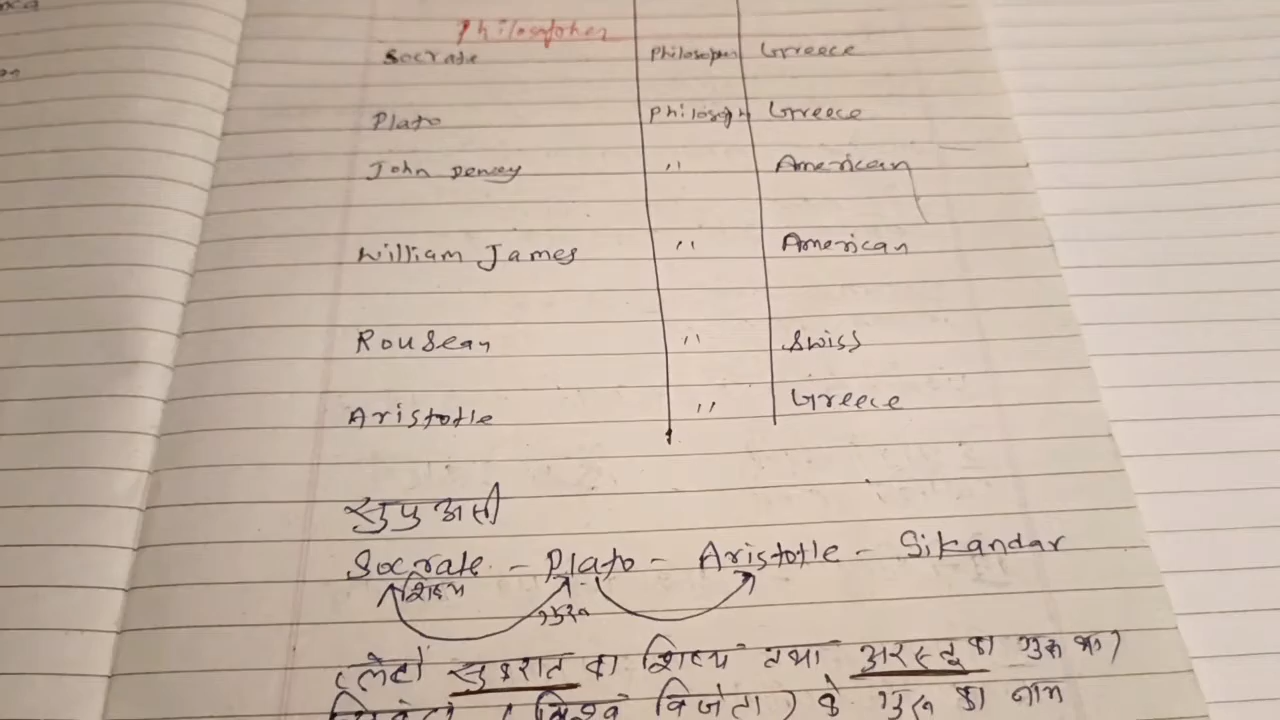 Philosopher
Socrate Philosopher Greece
Plato Philosoph Greece
John Dewey " American
William James " American
Rousean " Swiss
Aristotle " Greece
सुपुअसी
Socrate - Plato - Aristotle - Sikandar
शिष्य गुरु
प्लेटो सुकरात का शिष्य तथा अरस्तू का गुरू था)
विश्व विजेता) के गुरु का नाम